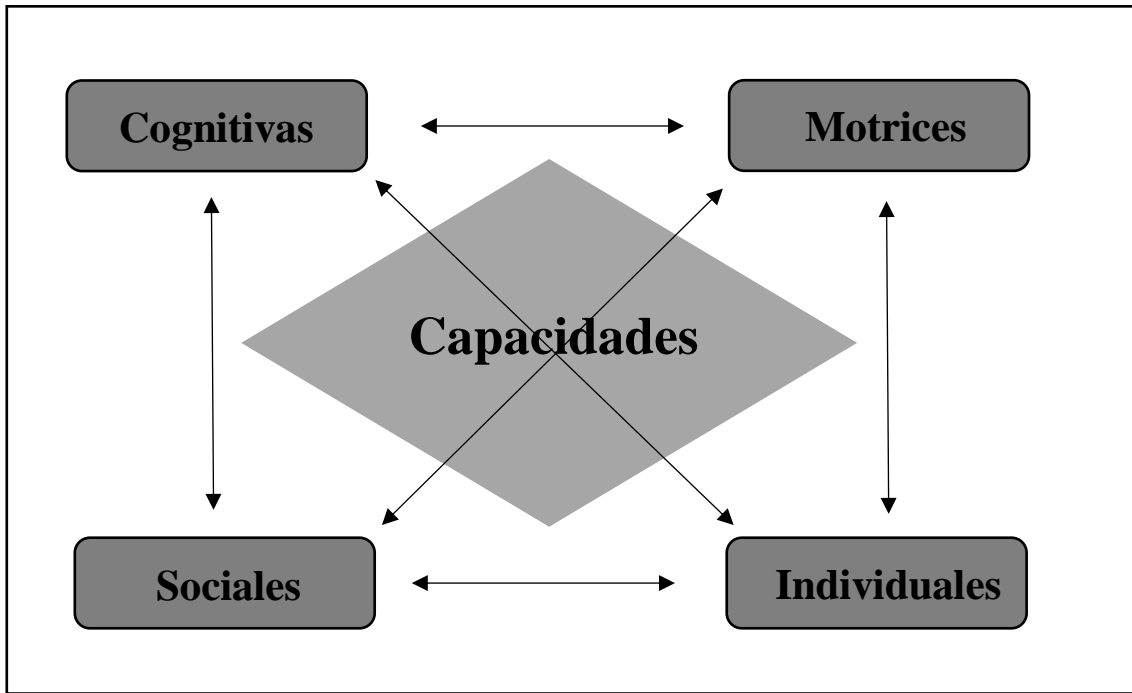 Cognitivas
Motrices
Capacidades
Sociales
Individuales